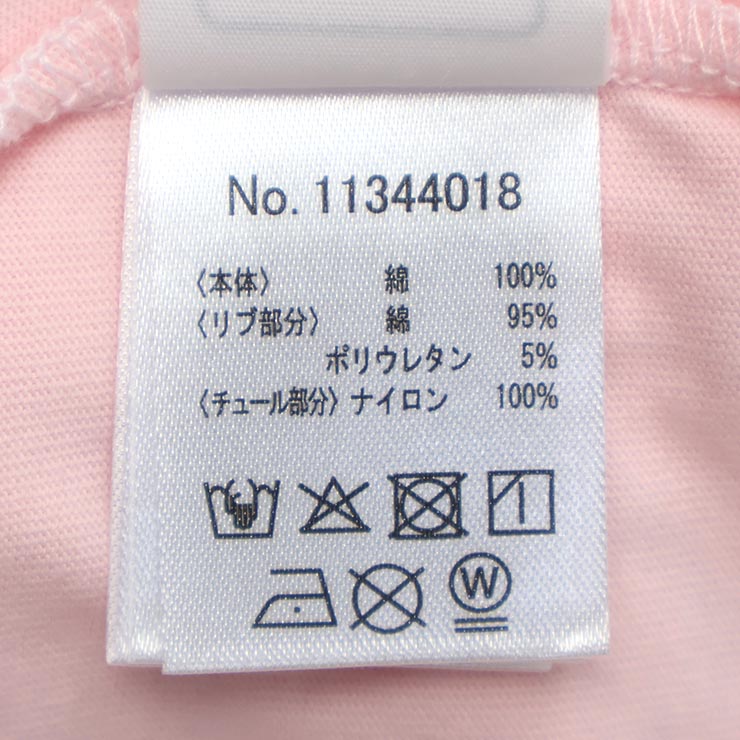 No. 11344018
〈本体〉 綿 100%
〈リブ部分〉 綿 95%
ポリウレタン 5%
〈チュール部分〉 ナイロン 100%
W